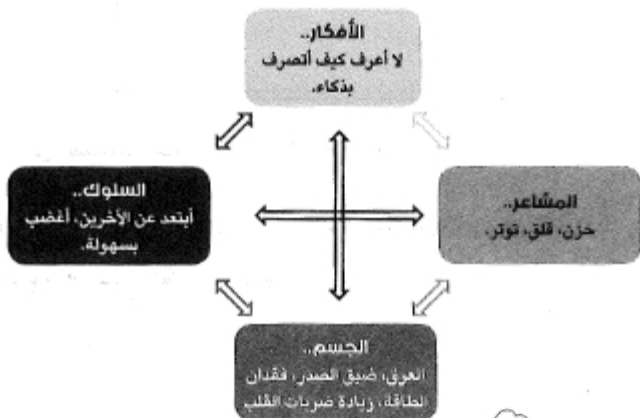 الأفكار..
لا أعرف كيف أتصرف
بذكاء.
السلوك..
أبتعد عن الأخرين، أغضب
بسهولة.
المشاعر..
حزن، قلق، توتر.
الجسم..
العرق، ضيق الصدر، فقدان
الطاقة، زيادة ضربات القلب